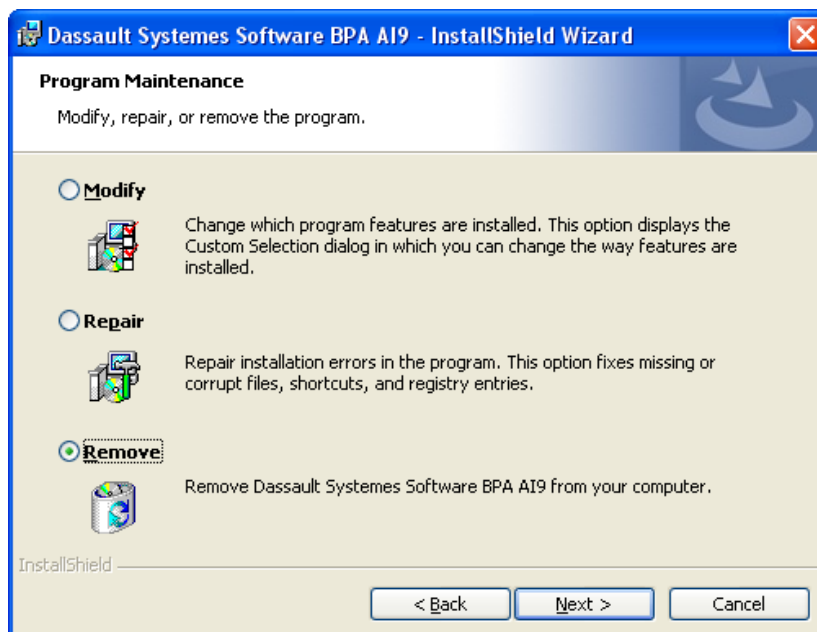 Dassault Systemes Software BPA AI9 - InstallShield Wizard
Program Maintenance
Modify, repair, or remove the program.
Modify
Change which program features are installed. This option displays the
Custom Selection dialog in which you can change the way features are
installed.
Repair
Repair installation errors in the program. This option fixes missing or
corrupt files, shortcuts, and registry entries.
Remove
Remove Dassault Systemes Software BPA AI9 from your computer.
InstallShield
< Back
Next >
Cancel